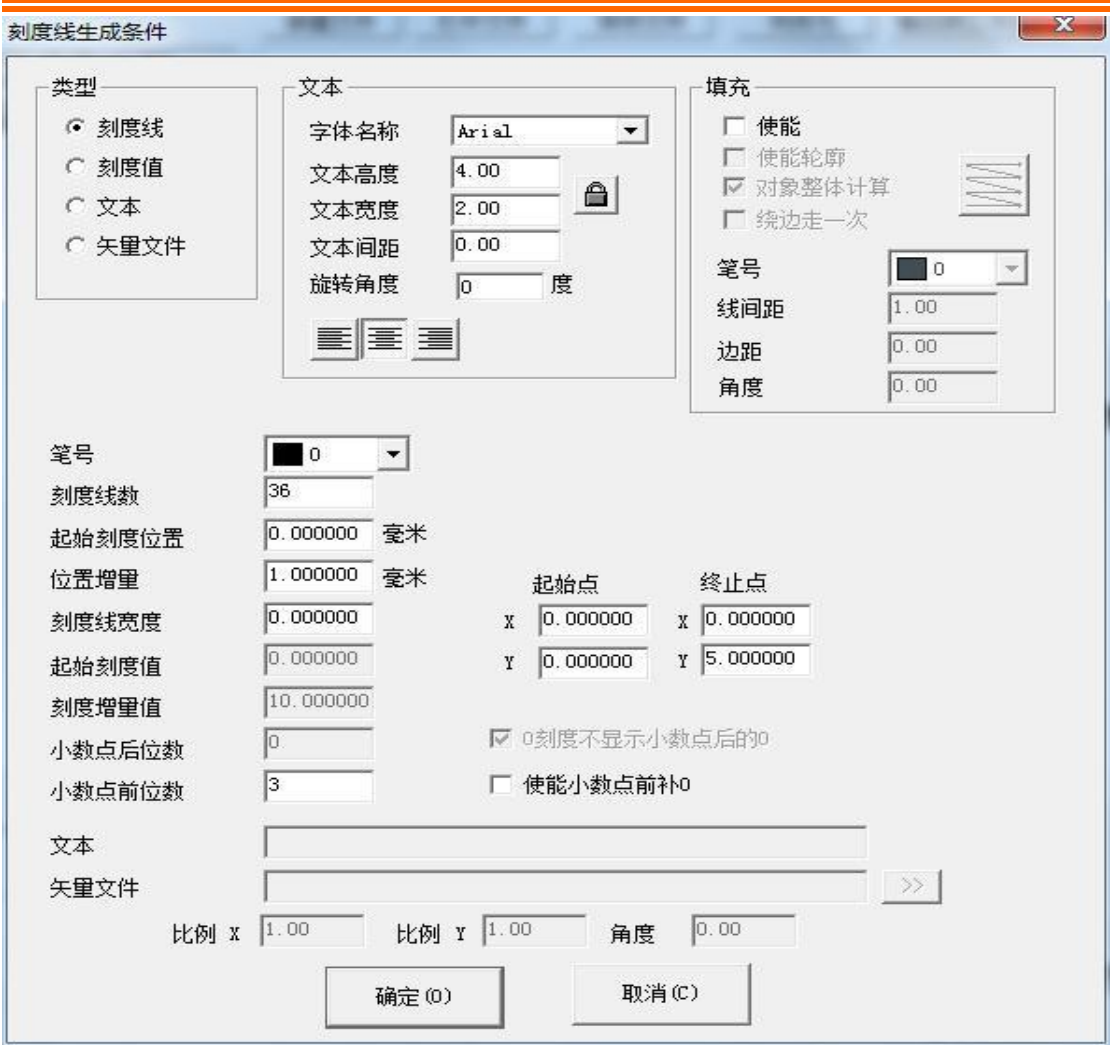 刻度线生成条件
类型
刻度线
刻度值
文本
矢量文件
文本
字体名称 Arial
文本高度 4.00
文本宽度 2.00
文本间距 0.00
旋转角度 0 度
填充
使能
使能轮廓
对象整体计算
绕边走一次
笔号 0
线间距 1.00
边距 0.00
角度 0.00
笔号 0
刻度线数 36
起始刻度位置 0.000000 毫米
位置增量 1.000000 毫米
刻度线宽度 0.000000
起始刻度值 0.000000
刻度增量值 10.000000
小数点后位数 0
小数点前位数 3
起始点 终止点
X 0.000000 X 0.000000
Y 0.000000 Y 5.000000
0刻度不显示小数点后的0
使能小数点前补0
文本
矢量文件 >>
比例 X 1.00 比例 Y 1.00 角度 0.00
确定(O) 取消(C)